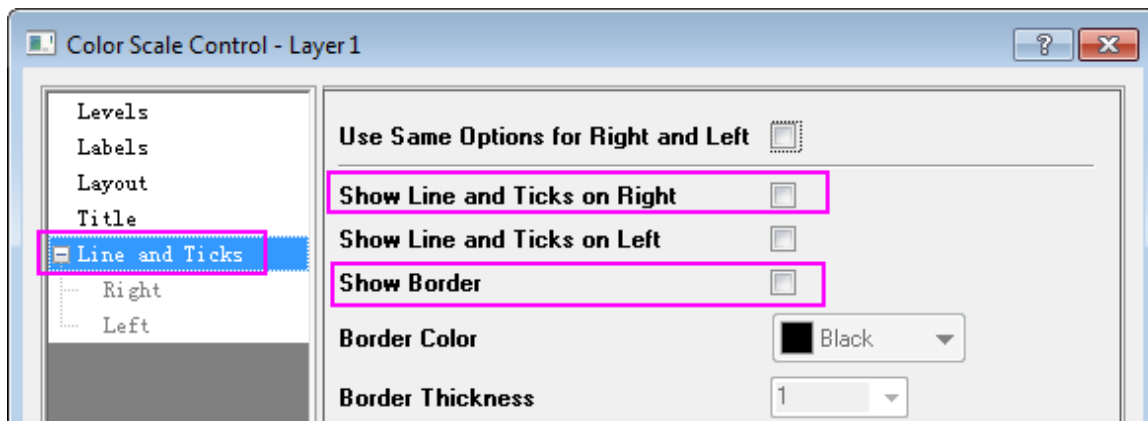 Color Scale Control - Layer 1
Levels
Labels
Layout
Title
Line and Ticks
Right
Left
Use Same Options for Right and Left
Show Line and Ticks on Right
Show Line and Ticks on Left
Show Border
Border Color
Black
Border Thickness
1